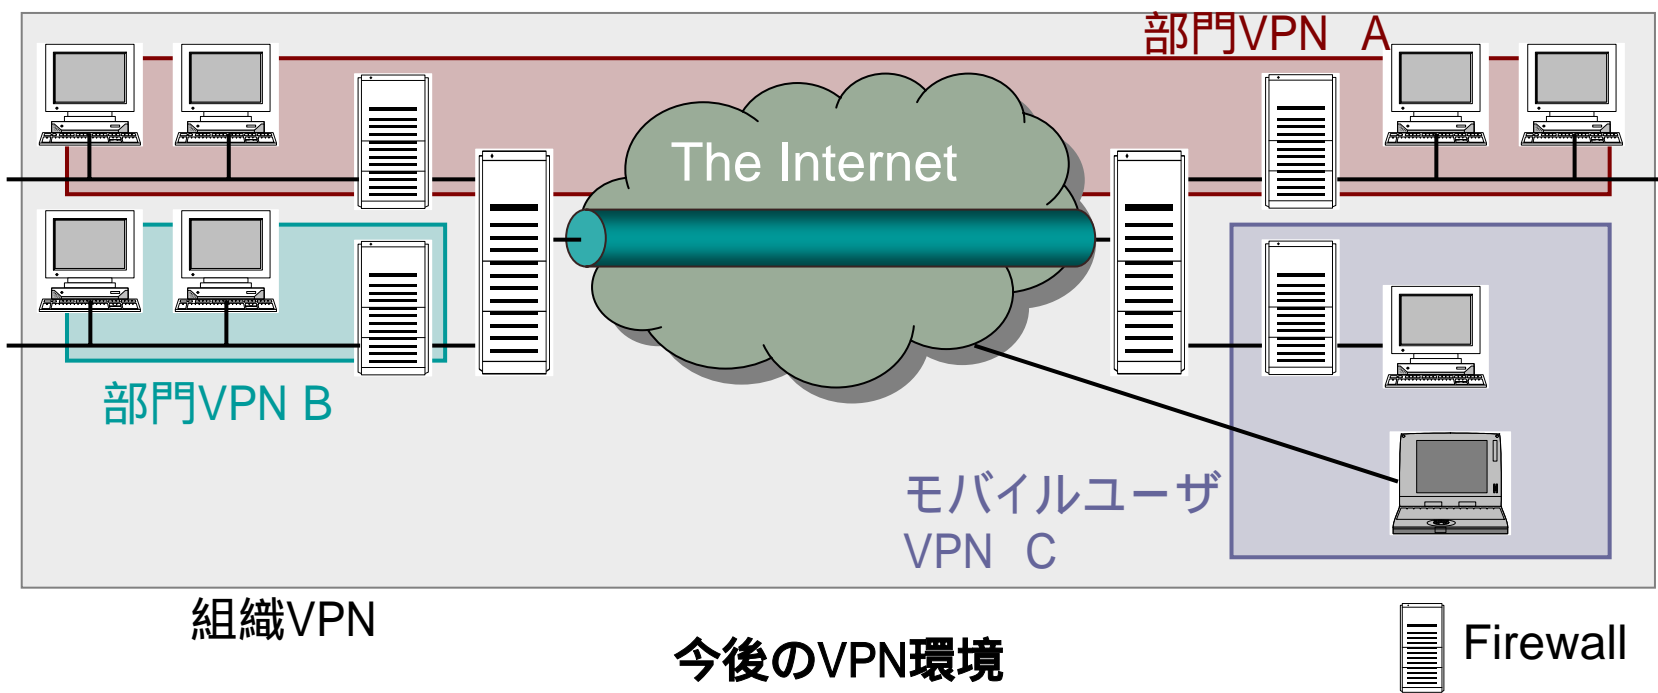 部門VPN A
The Internet
部門VPN B
モバイルユーザ
VPN C
組織VPN
今後のVPN環境
Firewall